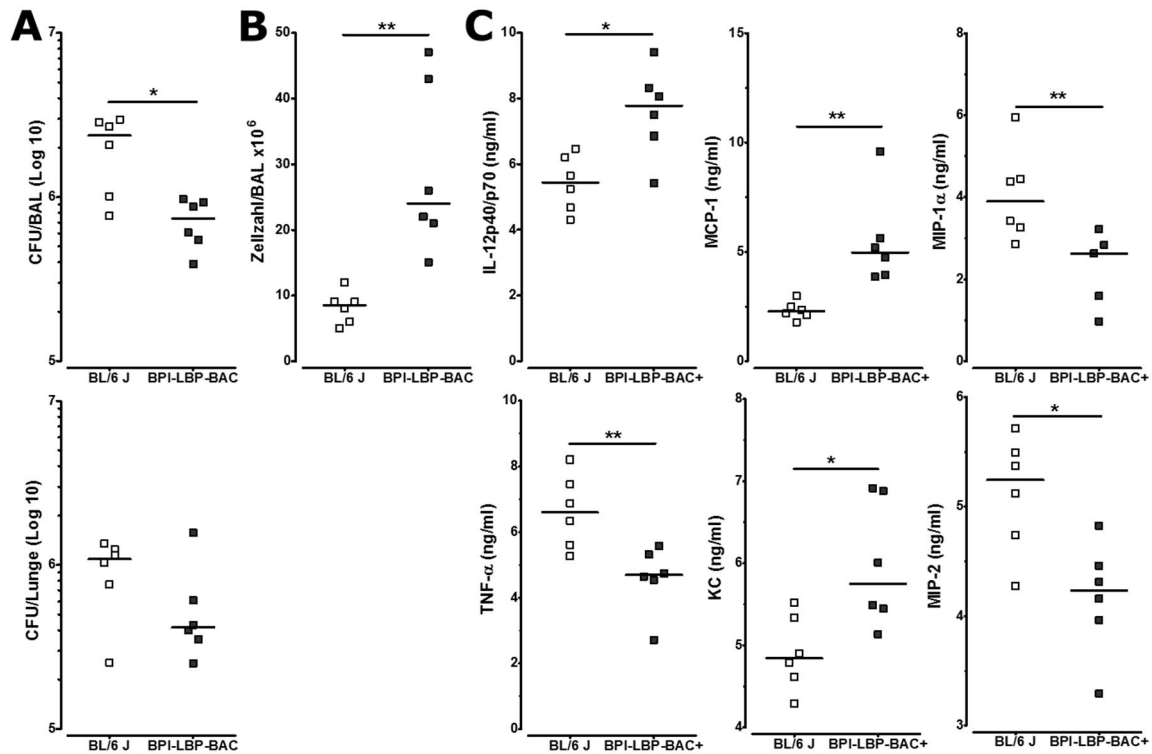 A
CFU/BAL (Log 10)
7
6
5
*
BL/6 J BPI-LBP-BAC
B
Zellzahl/BAL x10⁶
50
40
30
20
10
0
**
BL/6 J BPI-LBP-BAC
C
IL-12p40/p70 (ng/ml)
10
8
6
4
2
0
*
BL/6 J BPI-LBP-BAC+
MCP-1 (ng/ml)
15
10
5
0
**
BL/6 J BPI-LBP-BAC+
MIP-1α (ng/ml)
8
6
4
2
0
**
BL/6 J BPI-LBP-BAC+
CFU/Lunge (Log 10)
7
6
5
BL/6 J BPI-LBP-BAC
TNF-α (ng/ml)
10
8
6
4
2
0
**
BL/6 J BPI-LBP-BAC+
KC (ng/ml)
8
7
6
5
4
*
BL/6 J BPI-LBP-BAC+
MIP-2 (ng/ml)
6
5
4
3
*
BL/6 J BPI-LBP-BAC+